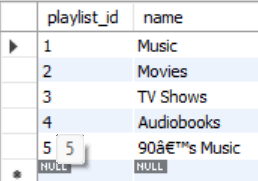 playlist_id name
1 Music
2 Movies
3 TV Shows
4 Audiobooks
5 5 90â€™s Music
NULL NULL